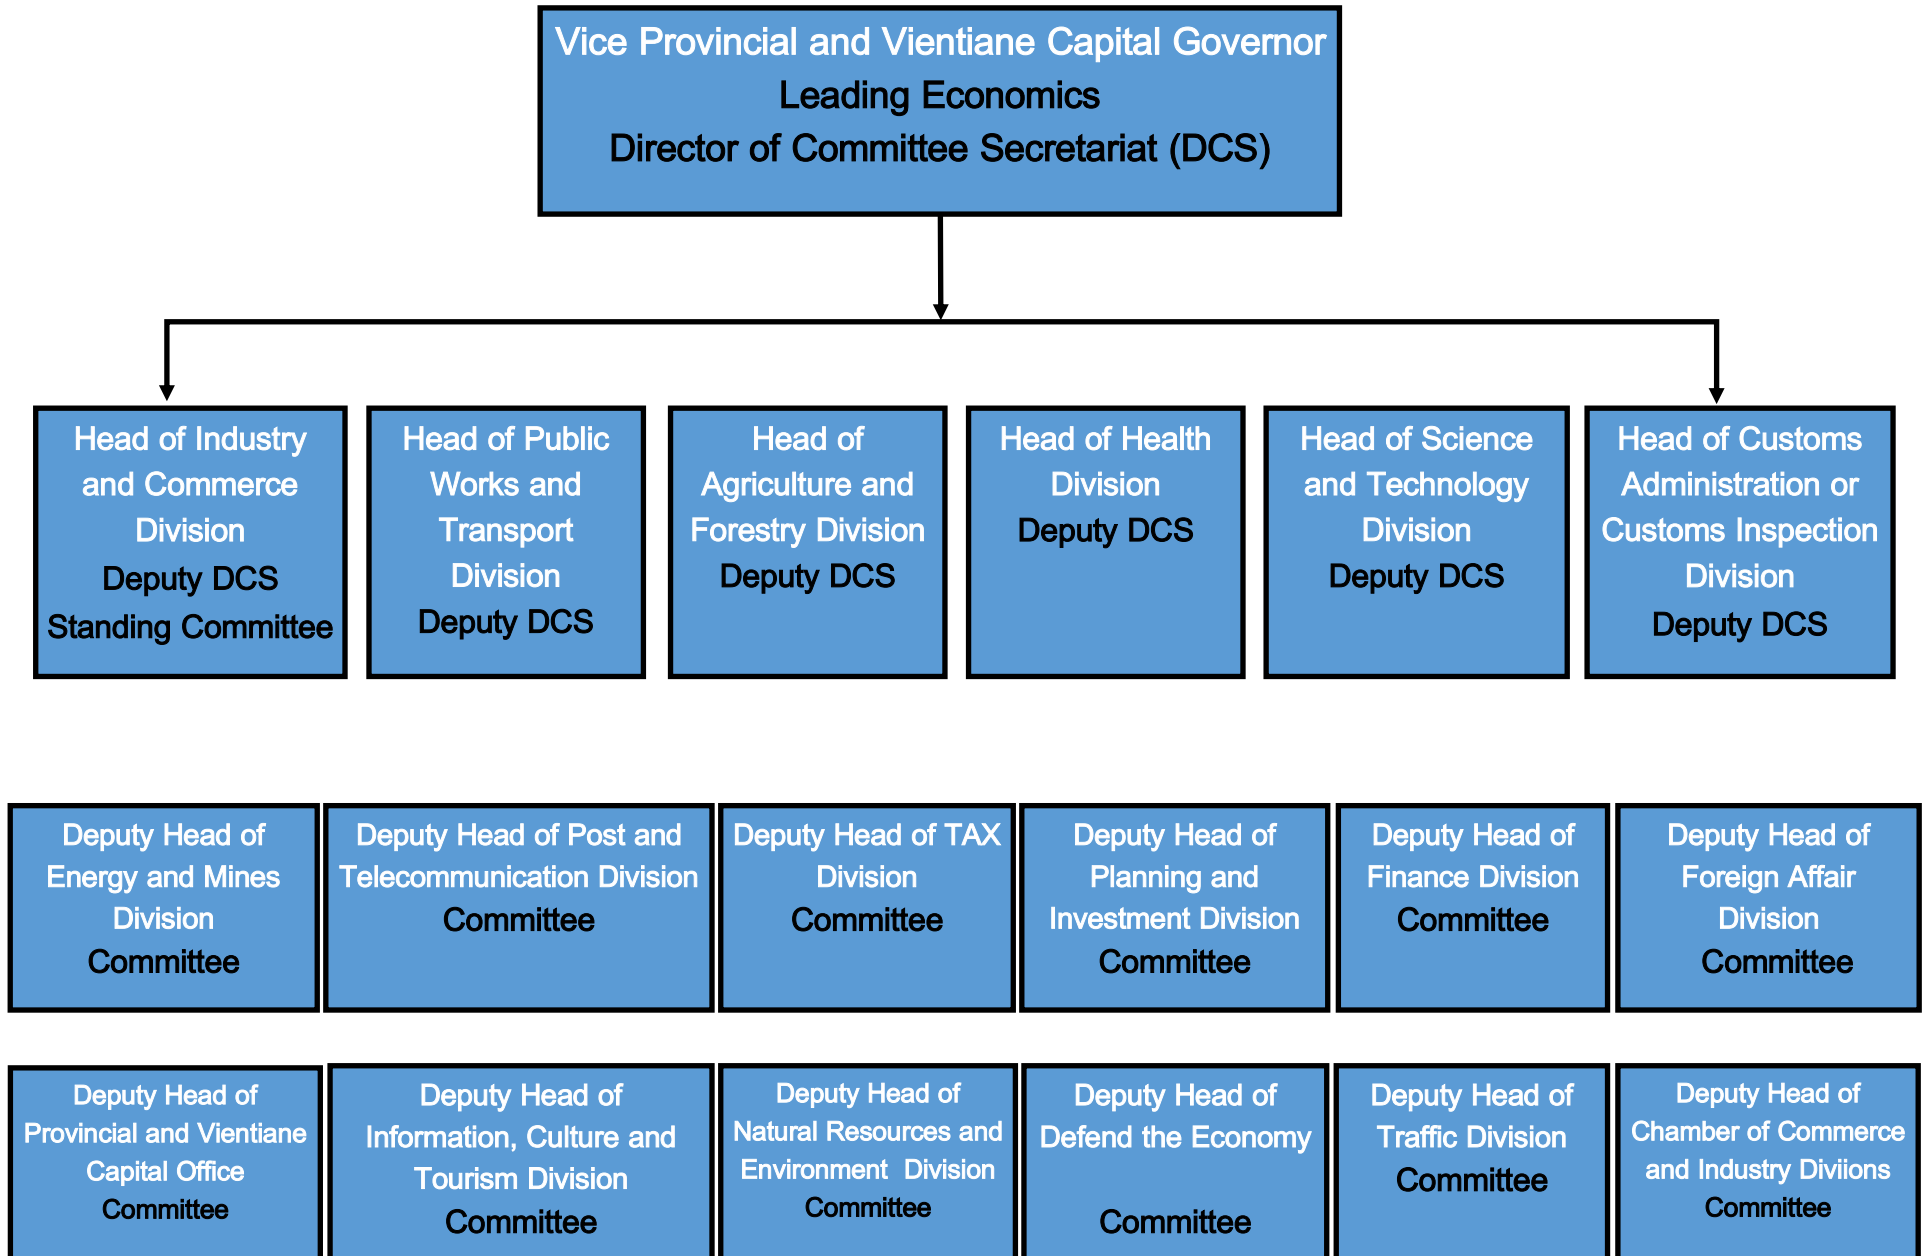 Vice Provincial and Vientiane Capital Governor
Leading Economics
Director of Committee Secretariat (DCS)
Head of Industry
and Commerce
Division
Deputy DCS
Standing Committee
Head of Public
Works and
Transport
Division
Deputy DCS
Head of
Agriculture and
Forestry Division
Deputy DCS
Head of Health
Division
Deputy DCS
Head of Science
and Technology
Division
Deputy DCS
Head of Customs
Administration or
Customs Inspection
Division
Deputy DCS
Deputy Head of
Energy and Mines
Division
Committee
Deputy Head of Post and
Telecommunication Division
Committee
Deputy Head of TAX
Division
Committee
Deputy Head of
Planning and
Investment Division
Committee
Deputy Head of
Finance Division
Committee
Deputy Head of
Foreign Affair
Division
Committee
Deputy Head of
Provincial and Vientiane
Capital Office
Committee
Deputy Head of
Information, Culture and
Tourism Division
Committee
Deputy Head of
Natural Resources and
Environment  Division
Committee
Deputy Head of
Defend the Economy
Committee
Deputy Head of
Traffic Division
Committee
Deputy Head of
Chamber of Commerce
and Industry Diviions
Committee